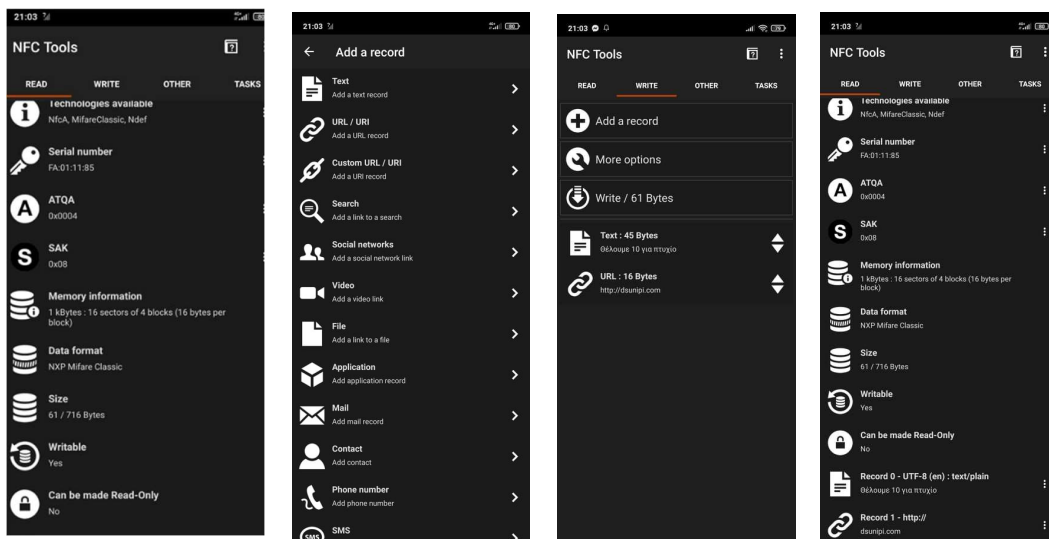 21:03
NFC Tools
READ WRITE OTHER TASKS
Technologies available
NfcA, MifareClassic, Ndef
Serial number
FA:01:11:85
ATQA
0x0004
SAK
0x08
Memory information
1 kBytes : 16 sectors of 4 blocks (16 bytes per
block)
Data format
NXP Mifare Classic
Size
61 / 716 Bytes
Writable
Yes
Can be made Read-Only
No
21:03
Add a record
Text
Add a text record
URL / URI
Add a URL record
Custom URL / URI
Add a URI record
Search
Add a link to a search
Social networks
Add a social network link
Video
Add a video link
File
Add a link to a file
Application
Add application record
Mail
Add mail record
Contact
Add contact
Phone number
Add phone number
SMS
SMS
21:03
NFC Tools
READ WRITE OTHER TASKS
Add a record
More options
Write / 61 Bytes
Text : 45 Bytes
Θέλουμε 10 για πτυχίο
URL : 16 Bytes
http://dsunipi.com
21:03
NFC Tools
READ WRITE OTHER TASKS
Technologies available
NfcA, MifareClassic, Ndef
Serial number
FA:01:11:85
ATQA
0x0004
SAK
0x08
Memory information
1 kBytes : 16 sectors of 4 blocks (16 bytes per
block)
Data format
NXP Mifare Classic
Size
61 / 716 Bytes
Writable
Yes
Can be made Read-Only
No
Record 0 - UTF-8 (en) : text/plain
Θέλουμε 10 για πτυχίο
Record 1 - http://
dsunipi.com